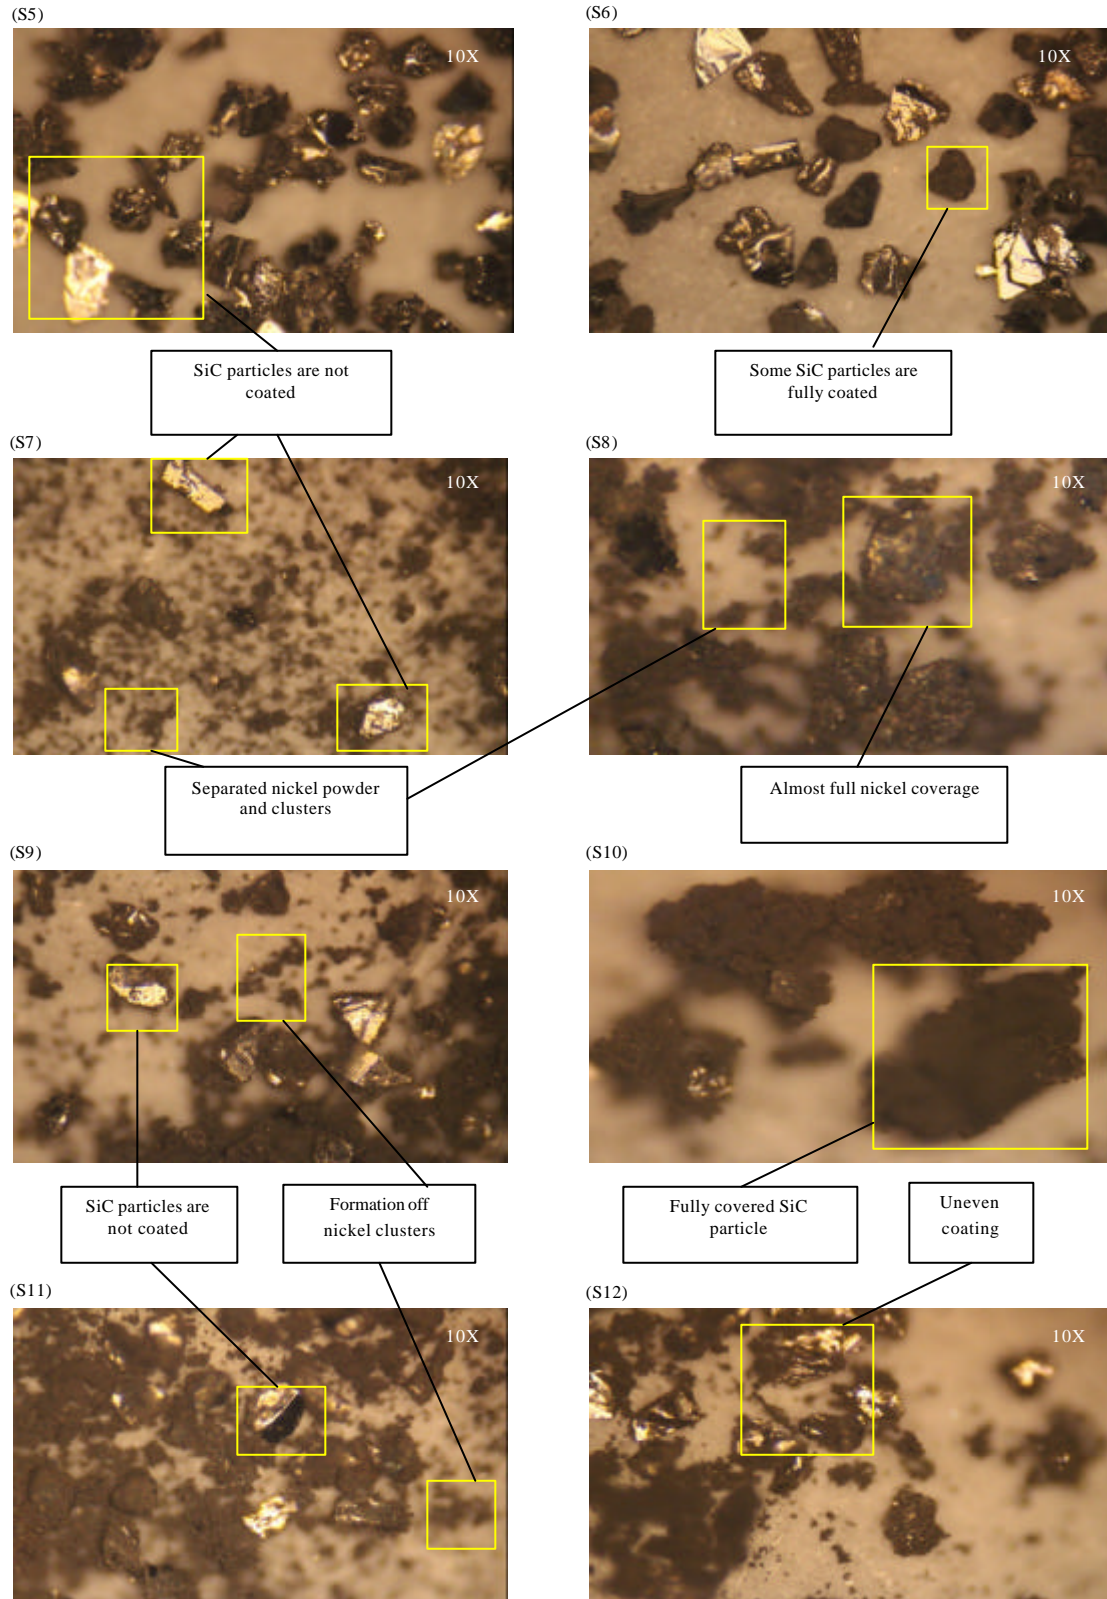 (S5)
(S6)
10X
10X
SiC particles are not
coated
Some SiC particles are
fully coated
(S7)
(S8)
10X
10X
Separated nickel powder
and clusters
Almost full nickel coverage
(S9)
(S10)
10X
10X
SiC particles are
not coated
Formation off
nickel clusters
Fully covered SiC
particle
Uneven
coating
(S11)
(S12)
10X
10X